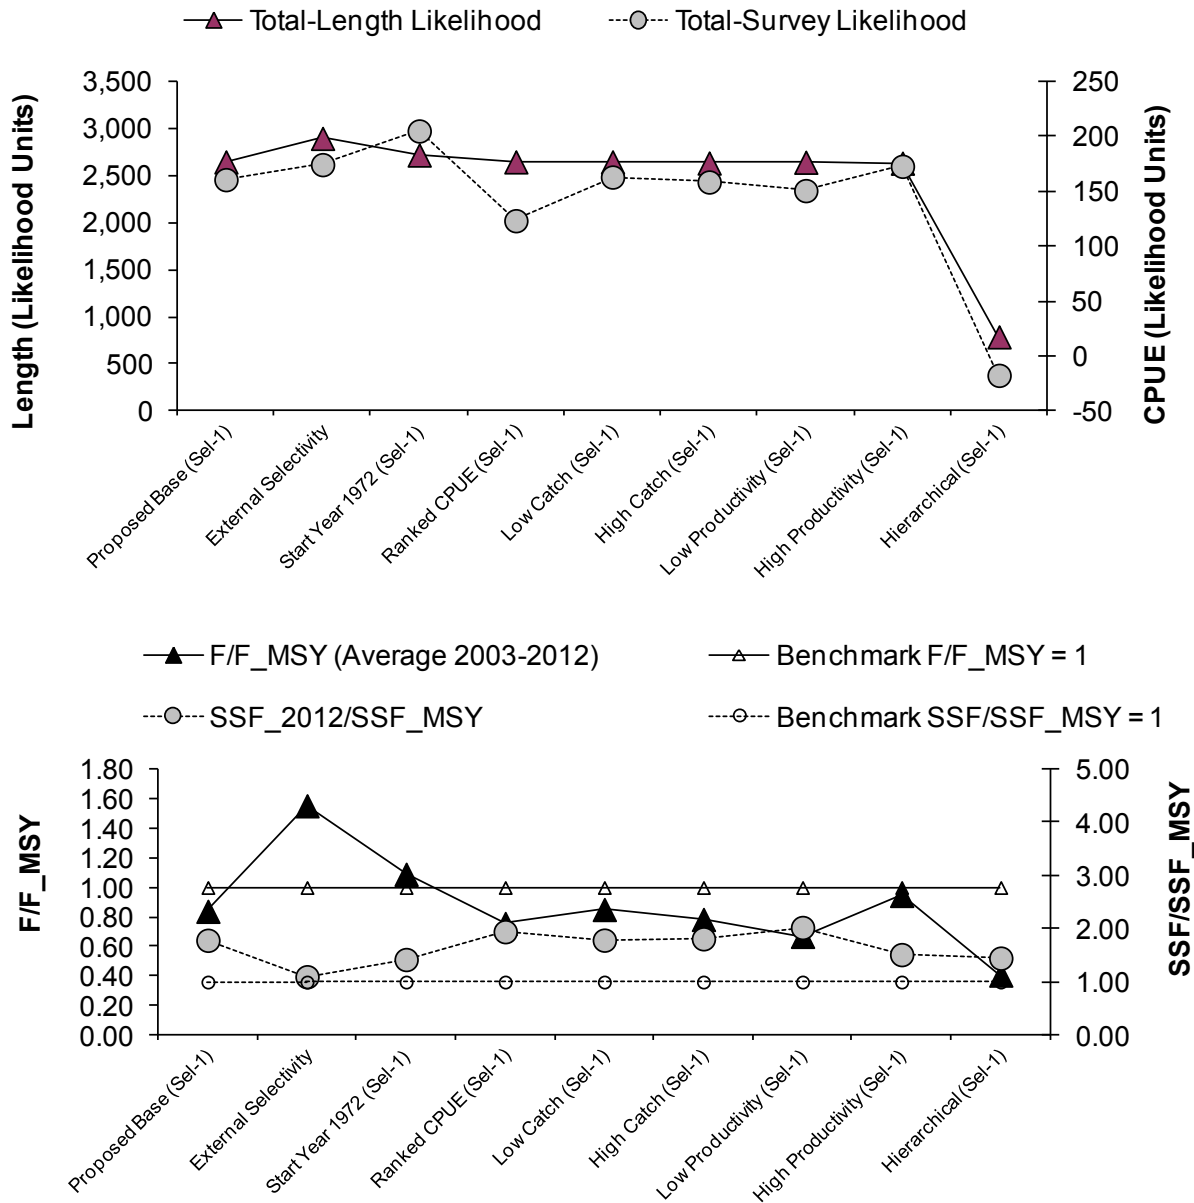 Total-Length Likelihood Total-Survey Likelihood
Length (Likelihood Units)
3,500
3,000
2,500
2,000
1,500
1,000
500
0
250
200
150
100
50
0
-50
CPUE (Likelihood Units)
Proposed Base (Sel-1)
External Selectivity
Start Year 1972 (Sel-1)
Ranked CPUE (Sel-1)
Low Catch (Sel-1)
High Catch (Sel-1)
Low Productivity (Sel-1)
High Productivity (Sel-1)
Hierarchical (Sel-1)
F/F_MSY (Average 2003-2012) Benchmark F/F_MSY = 1
SSF_2012/SSF_MSY Benchmark SSF/SSF_MSY = 1
F/F_MSY
1.80
1.60
1.40
1.20
1.00
0.80
0.60
0.40
0.20
0.00
5.00
4.00
3.00
2.00
1.00
0.00
SSF/SSF_MSY
Proposed Base (Sel-1)
External Selectivity
Start Year 1972 (Sel-1)
Ranked CPUE (Sel-1)
Low Catch (Sel-1)
High Catch (Sel-1)
Low Productivity (Sel-1)
High Productivity (Sel-1)
Hierarchical (Sel-1)